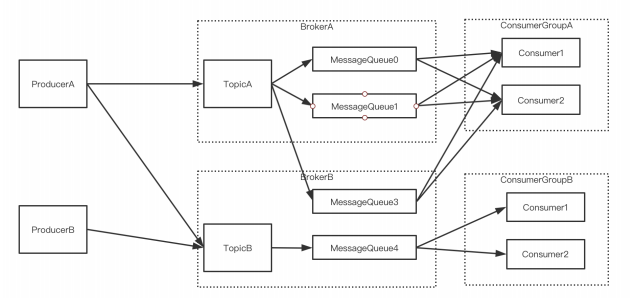 BrokerA
ConsumerGroupA
ProducerA
TopicA
MessageQueue0
MessageQueue1
Consumer1
Consumer2
BrokerB
ConsumerGroupB
ProducerB
TopicB
MessageQueue3
MessageQueue4
Consumer1
Consumer2